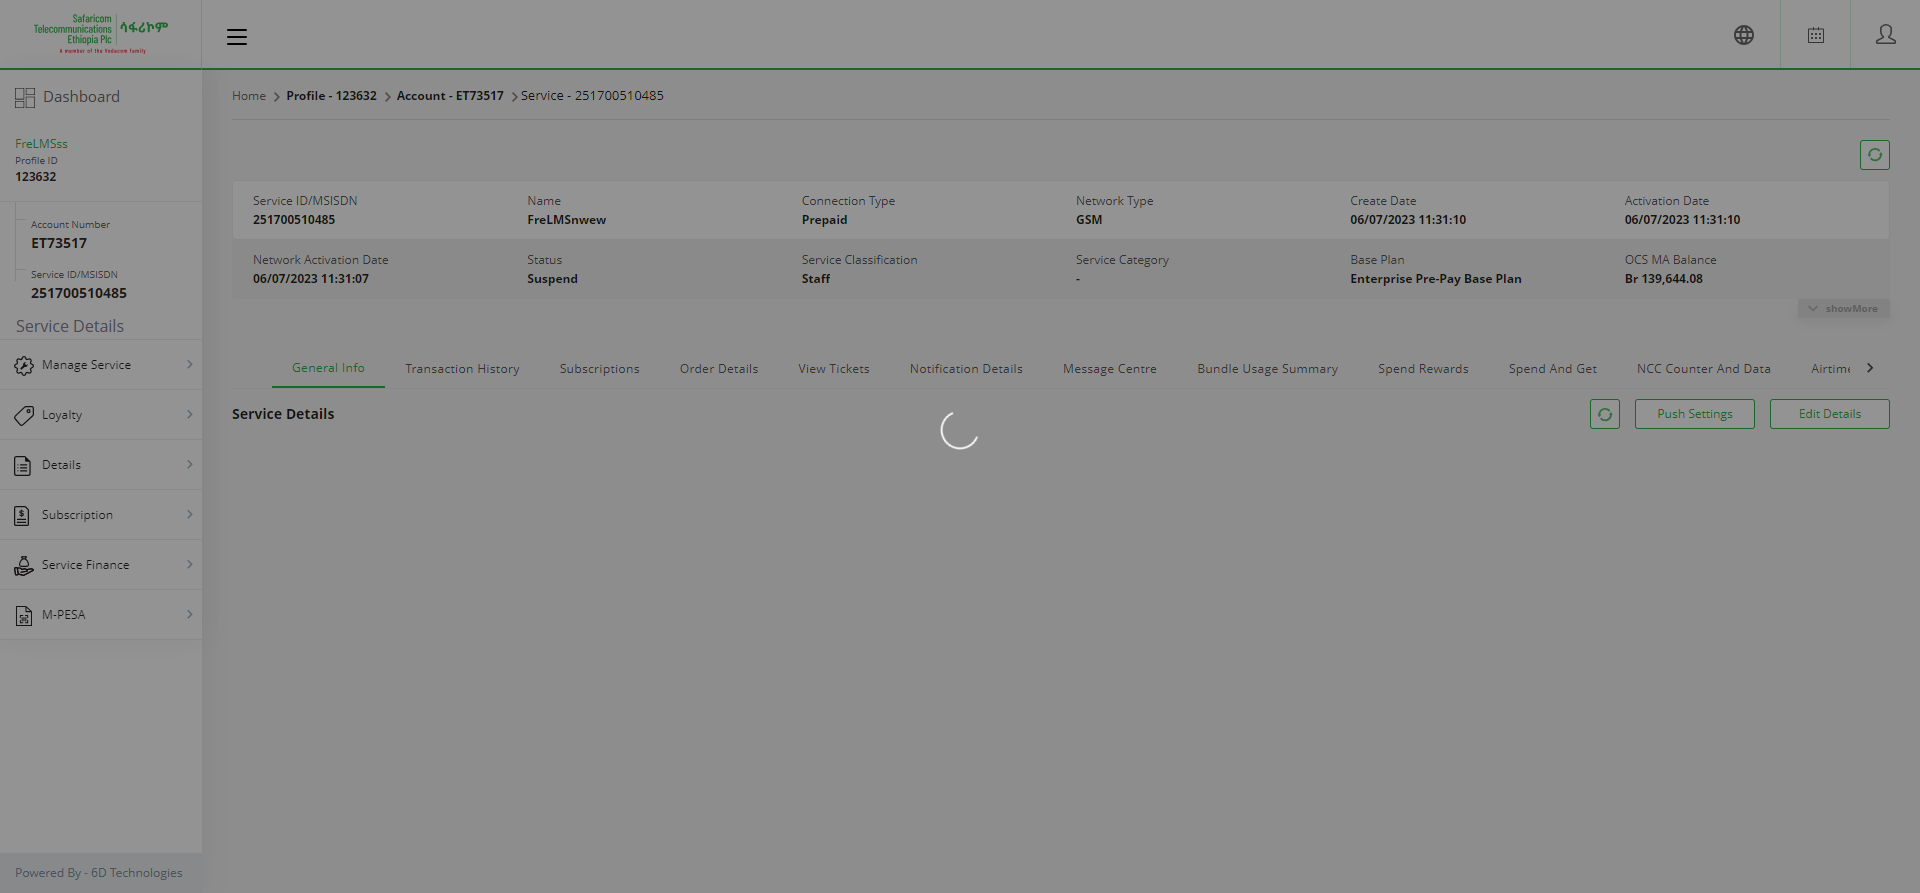 Safaricom
Telecommunications
Ethiopia Plc
ሳፋሪኮም
A member of the Vodacom family
Dashboard
FreLMSss
Profile ID
123632
Account Number
ET73517
Service ID/MSISDN
251700510485
Service Details
Manage Service
Loyalty
Details
Subscription
Service Finance
M-PESA
Powered By - 6D Technologies
Home > Profile - 123632 > Account - ET73517 > Service - 251700510485
Service ID/MSISDN Name Connection Type Network Type Create Date Activation Date
251700510485 FreLMSnwew Prepaid GSM 06/07/2023 11:31:10 06/07/2023 11:31:10
Network Activation Date Status Service Classification Service Category Base Plan OCS MA Balance
06/07/2023 11:31:07 Suspend Staff - Enterprise Pre-Pay Base Plan Br 139,644.08
showMore
General Info Transaction History Subscriptions Order Details View Tickets Notification Details Message Centre Bundle Usage Summary Spend Rewards Spend And Get NCC Counter And Data Airtime
Service Details Push Settings Edit Details